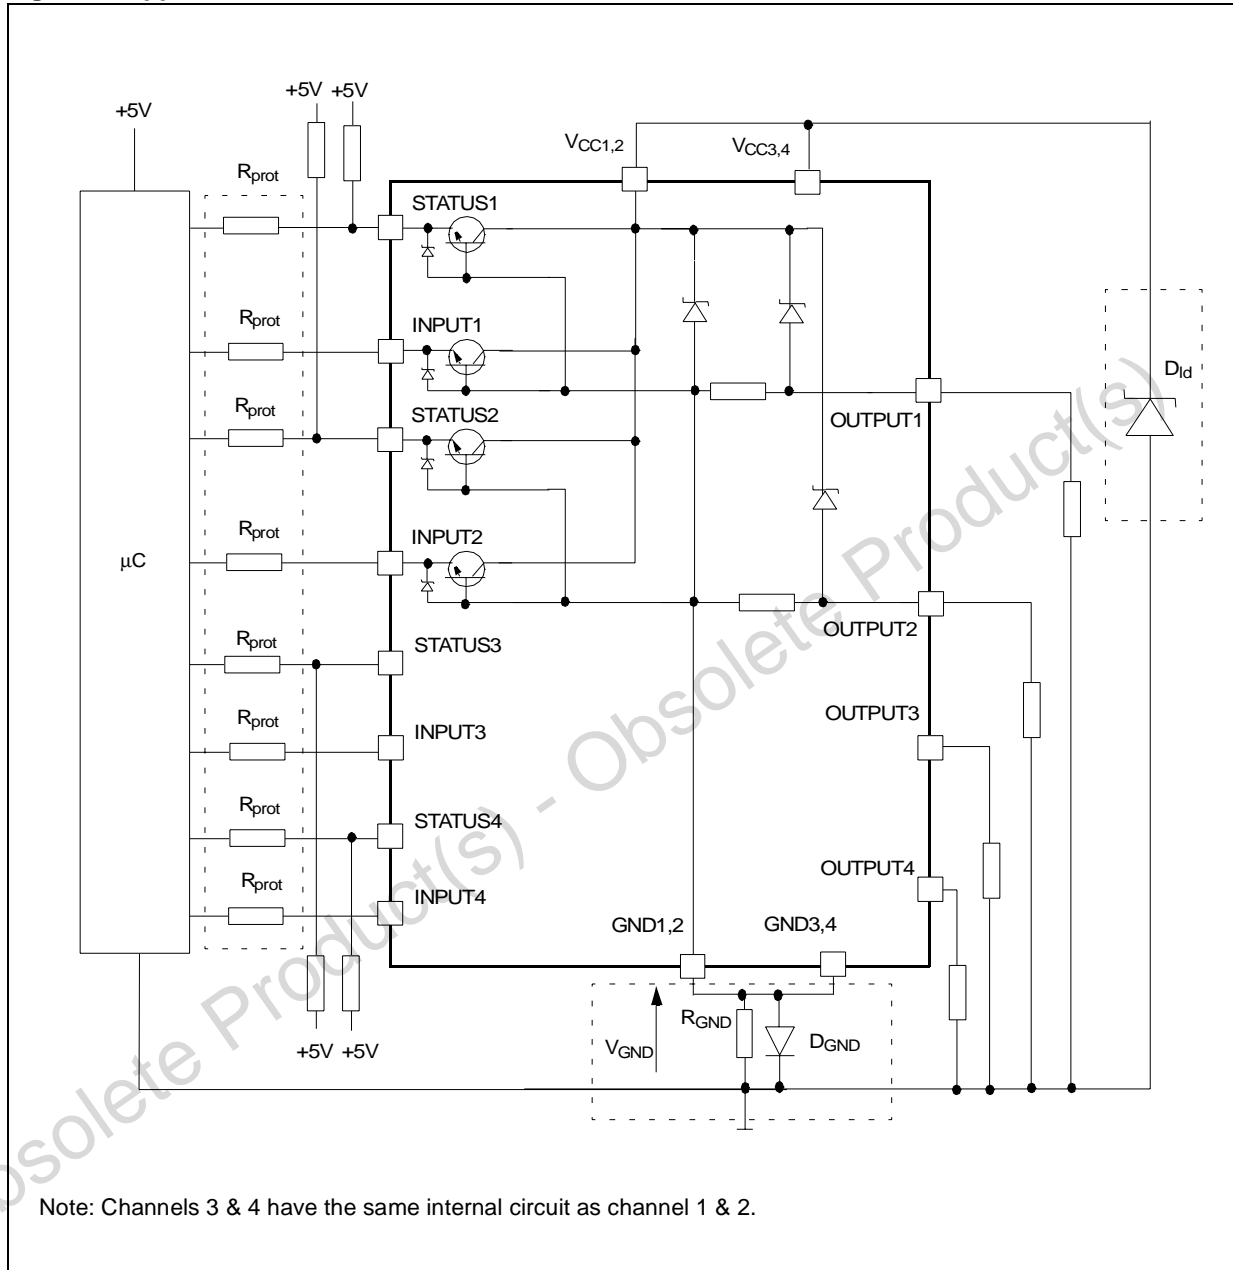 +5V +5V
+5V
VCC1,2
VCC3,4
Rprot
STATUS1
Rprot
INPUT1
Dld
Rprot
STATUS2
OUTPUT1
Rprot
INPUT2
µC
OUTPUT2
Rprot
STATUS3
OUTPUT3
Rprot
INPUT3
Rprot
STATUS4
OUTPUT4
Rprot
INPUT4
GND1,2
GND3,4
RGND
DGND
VGND
+5V +5V
Note: Channels 3 & 4 have the same internal circuit as channel 1 & 2.
bsolete Product(s) - Obsolete Product(s)